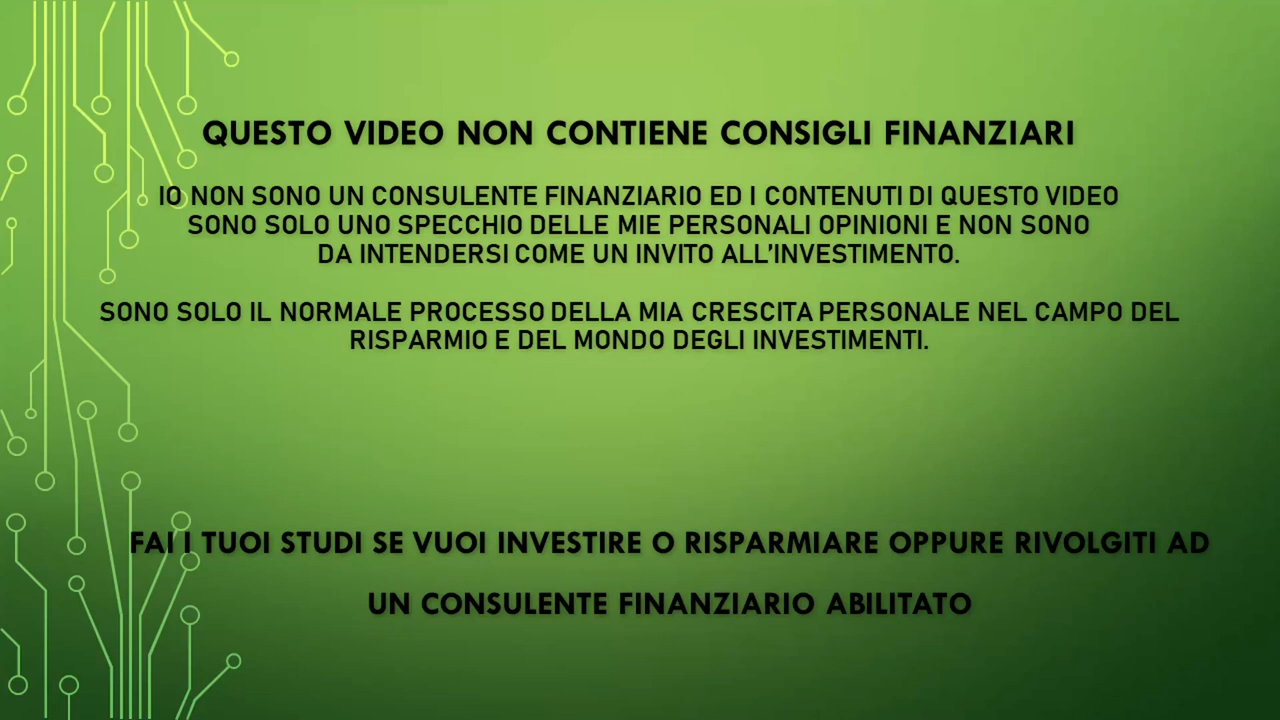 QUESTO VIDEO NON CONTIENE CONSIGLI FINANZIARI
IO NON SONO UN CONSULENTE FINANZIARIO ED I CONTENUTI DI QUESTO VIDEO
SONO SOLO UNO SPECCHIO DELLE MIE PERSONALI OPINIONI E NON SONO
DA INTENDERSI COME UN INVITO ALL'INVESTIMENTO.
SONO SOLO IL NORMALE PROCESSO DELLA MIA CRESCITA PERSONALE NEL CAMPO DEL
RISPARMIO E DEL MONDO DEGLI INVESTIMENTI.
FAI I TUOI STUDI SE VUOI INVESTIRE O RISPARMIARE OPPURE RIVOLGITI AD
UN CONSULENTE FINANZIARIO ABILITATO